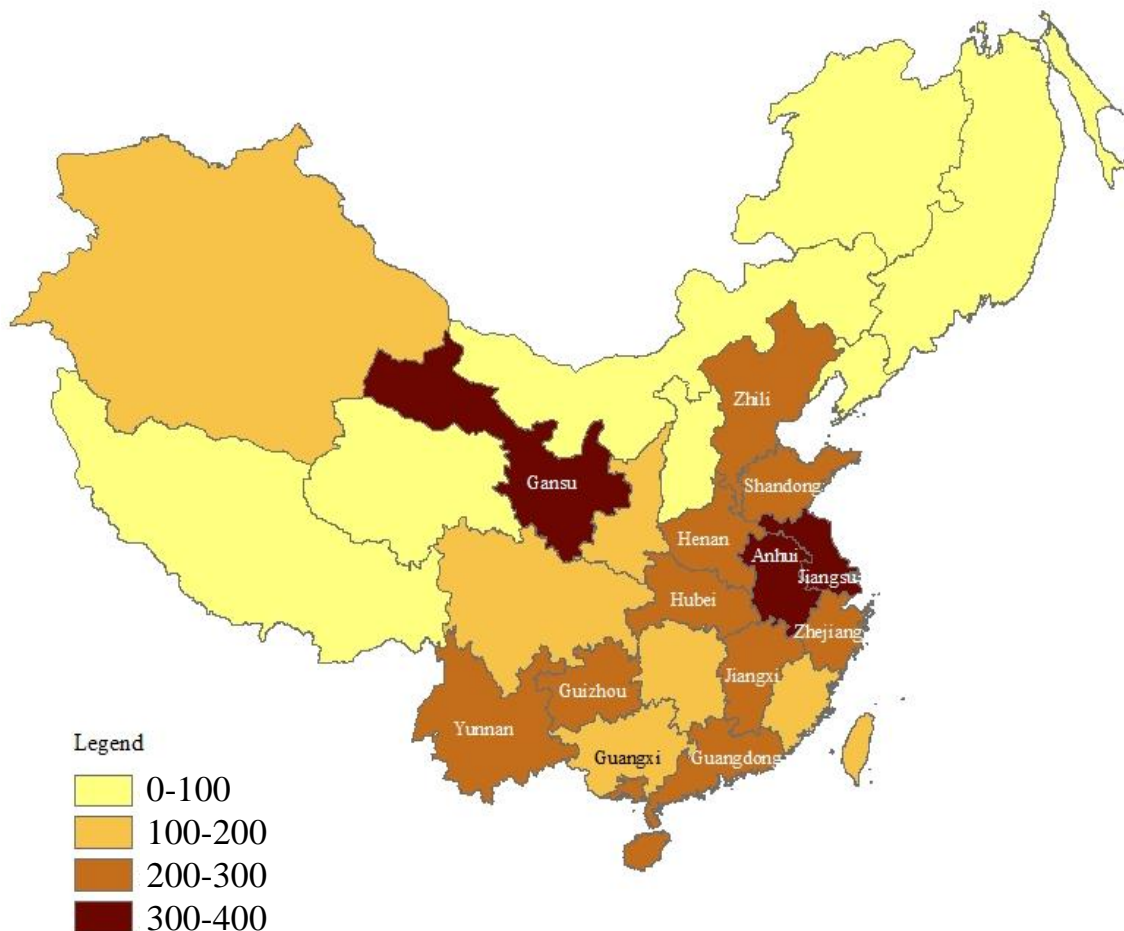 Zhili
Gansu
Shandong
Henan
Anhui
Jiangsu
Hubei
Zhejiang
Jiangxi
Guizhou
Yunnan
Guangxi
Guangdong
Legend
0-100
100-200
200-300
300-400